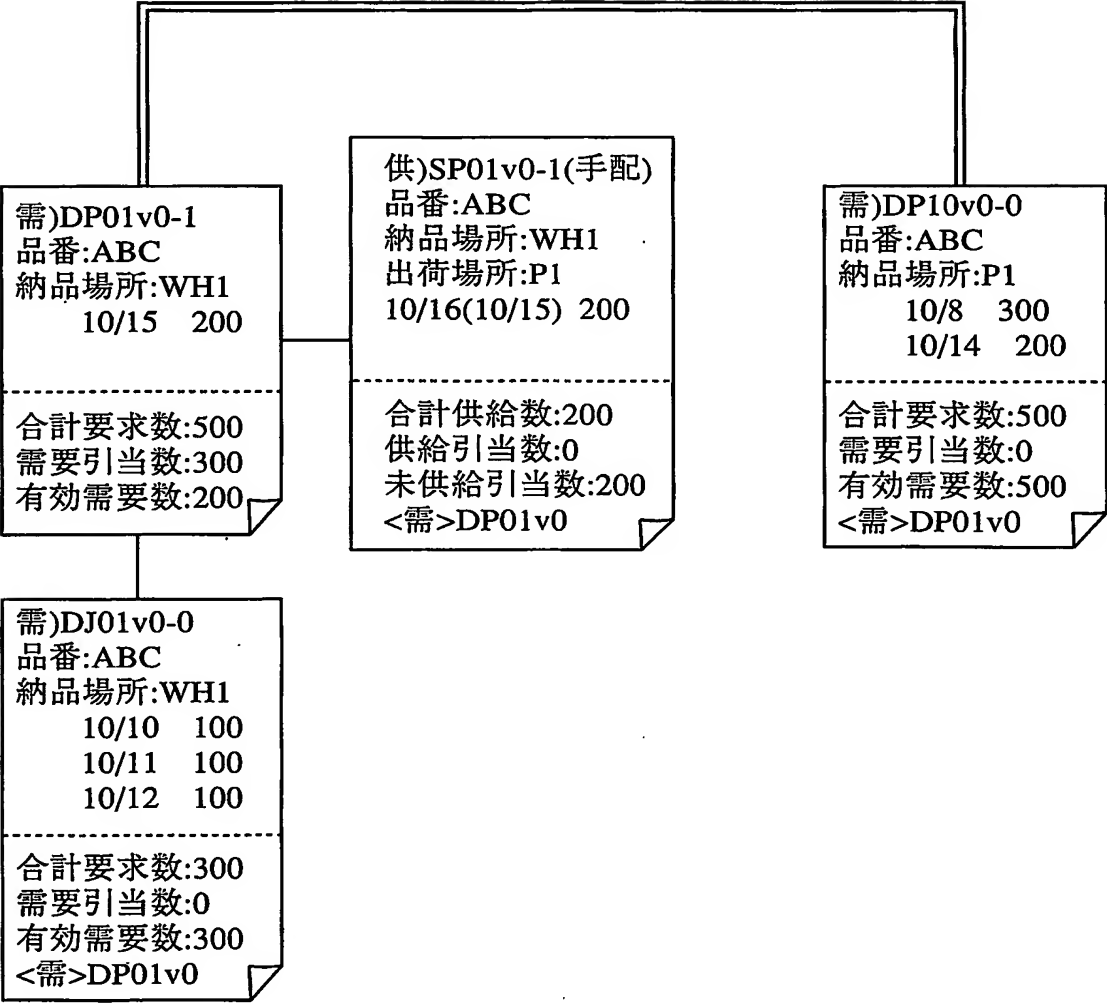 需)DP01v0-1
品番:ABC
納品場所:WH1
10/15 200
合計要求数:500
需要引当数:300
有効需要数:200
供)SP01v0-1(手配)
品番:ABC
納品場所:WH1
出荷場所:P1
10/16(10/15) 200
合計供給数:200
供給引当数:0
未供給引当数:200
<需>DP01v0
需)DP10v0-0
品番:ABC
納品場所:P1
10/8 300
10/14 200
合計要求数:500
需要引当数:0
有効需要数:500
<需>DP01v0
需)DJ01v0-0
品番:ABC
納品場所:WH1
10/10 100
10/11 100
10/12 100
合計要求数:300
需要引当数:0
有効需要数:300
<需>DP01v0